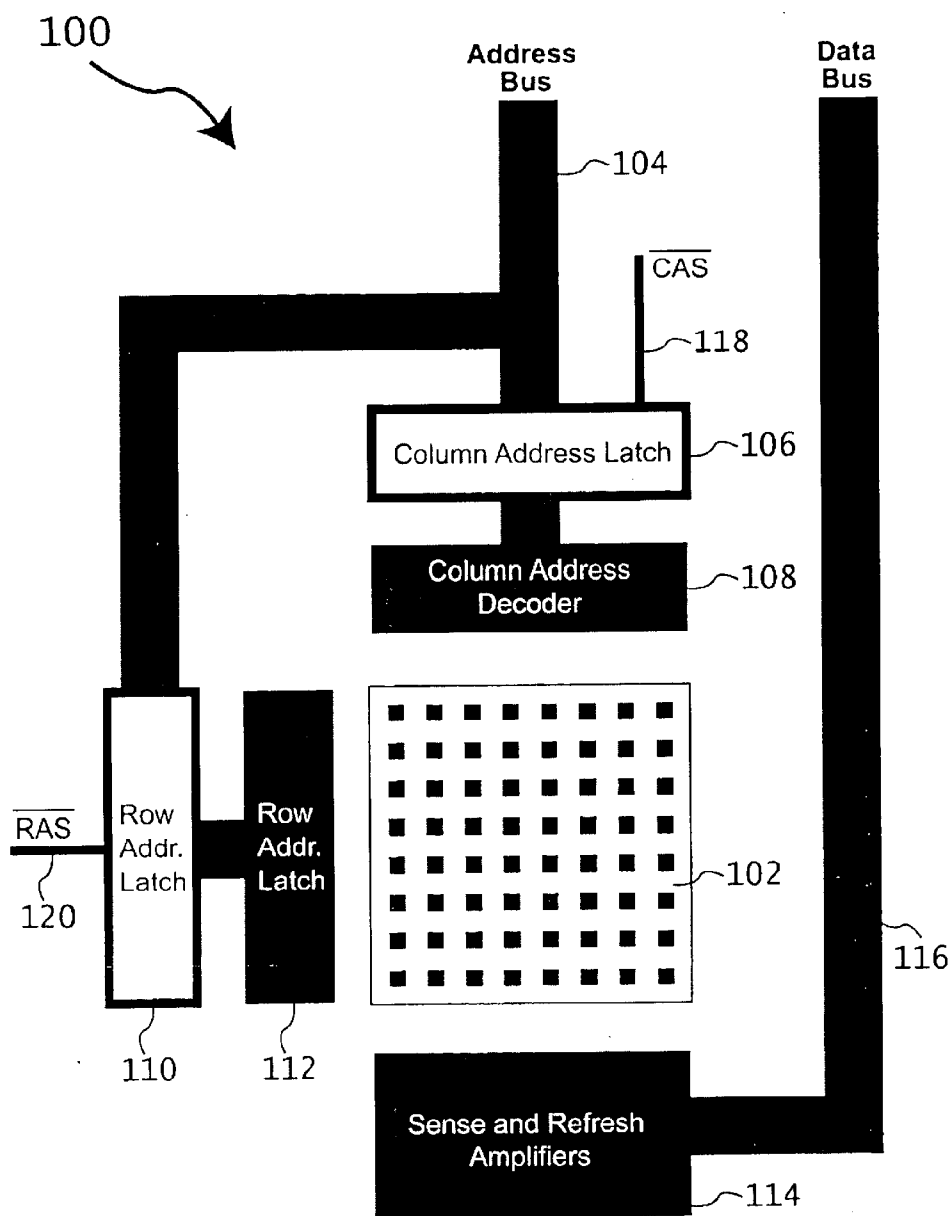 100
Address
Bus
Data
Bus
104
CAS
118
Column Address Latch
106
Column Address
Decoder
108
RAS
120
Row
Addr.
Latch
110
Row
Addr.
Latch
112
102
116
Sense and Refresh
Amplifiers
114